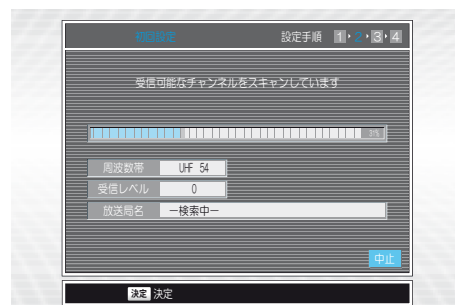 初期設定 設定手順 1・2・3・4
受信可能なチャンネルをスキャンしています
周波数帯 UHF 54
受信レベル 0
放送局名 −検索中−
中止
決定 決定